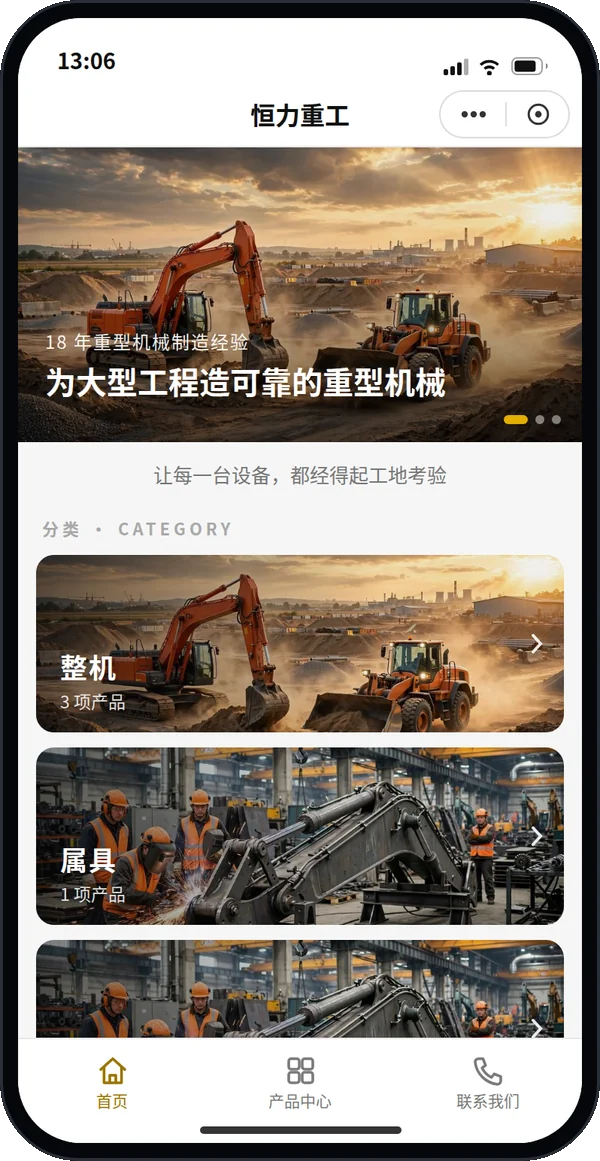 13:06
恒力重工
18 年重型机械制造经验
为大型工程造可靠的重型机械
让每一台设备，都经得起工地考验
分类 • CATEGORY
整机
3 项产品
属具
1 项产品
首页
产品中心
联系我们